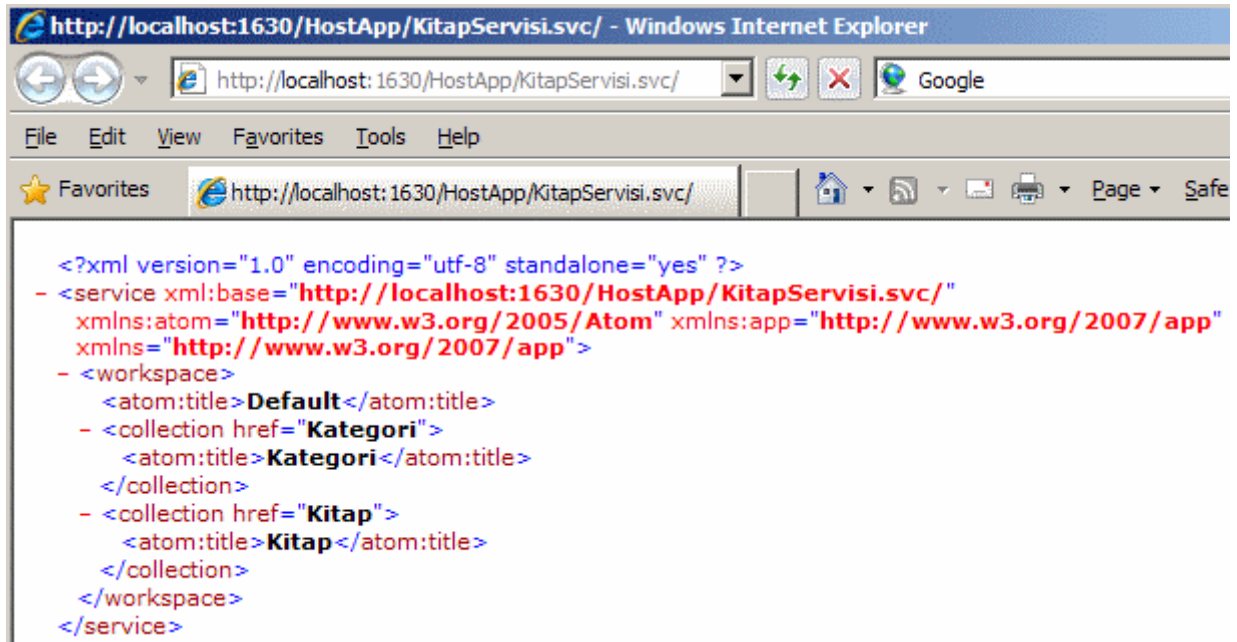 http://localhost:1630/HostApp/KitapServisi.svc/ - Windows Internet Explorer
http://localhost:1630/HostApp/KitapServisi.svc/ Google
File Edit View Favorites Tools Help
Favorites http://localhost:1630/HostApp/KitapServisi.svc/ Page Safe
<?xml version="1.0" encoding="utf-8" standalone="yes" ?>
- <service xml:base="http://localhost:1630/HostApp/KitapServisi.svc/"
xmlns:atom="http://www.w3.org/2005/Atom" xmlns:app="http://www.w3.org/2007/app"
xmlns="http://www.w3.org/2007/app">
- <workspace>
<atom:title>Default</atom:title>
- <collection href="Kategori">
<atom:title>Kategori</atom:title>
</collection>
- <collection href="Kitap">
<atom:title>Kitap</atom:title>
</collection>
</workspace>
</service>